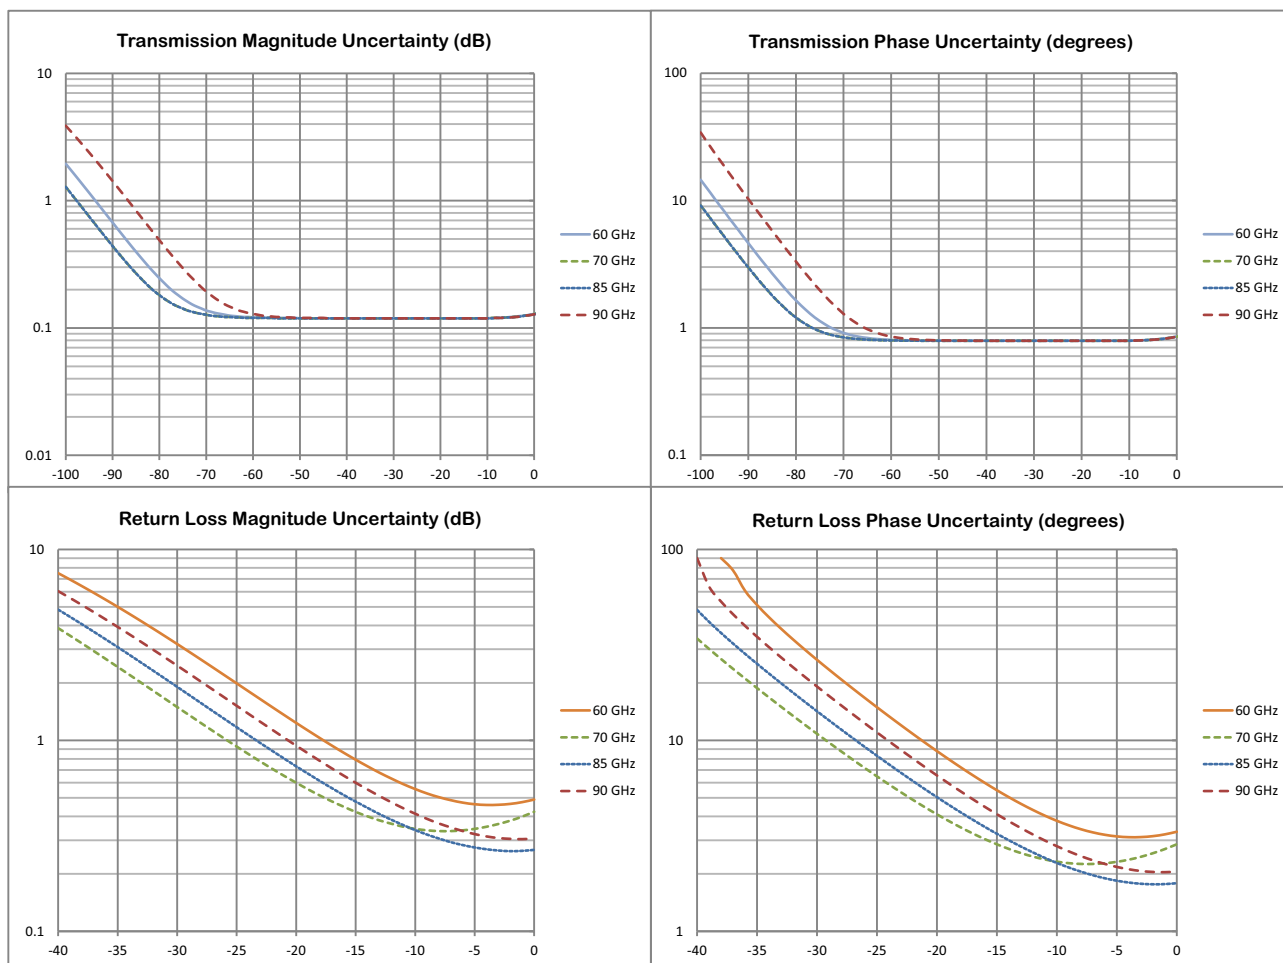 Transmission Magnitude Uncertainty (dB)
10
1
0.1
0.01
-100 -90 -80 -70 -60 -50 -40 -30 -20 -10 0
60 GHz
70 GHz
85 GHz
90 GHz
Transmission Phase Uncertainty (degrees)
100
10
1
0.1
-100 -90 -80 -70 -60 -50 -40 -30 -20 -10 0
60 GHz
70 GHz
85 GHz
90 GHz
Return Loss Magnitude Uncertainty (dB)
10
1
0.1
-40 -35 -30 -25 -20 -15 -10 -5 0
60 GHz
70 GHz
85 GHz
90 GHz
Return Loss Phase Uncertainty (degrees)
100
10
1
-40 -35 -30 -25 -20 -15 -10 -5 0
60 GHz
70 GHz
85 GHz
90 GHz